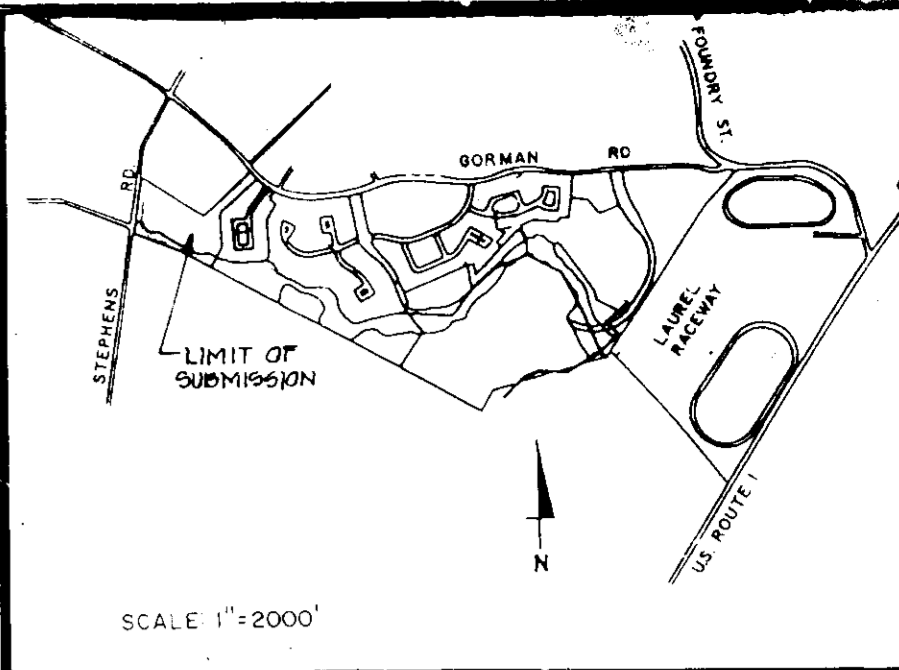 FOUNDRY ST.
GORMAN RD
STEPHENS RD
LAUREL
RACEWAY
LIMIT OF
SUBMISSION
U.S. ROUTE 1
N
SCALE: 1"=2000'